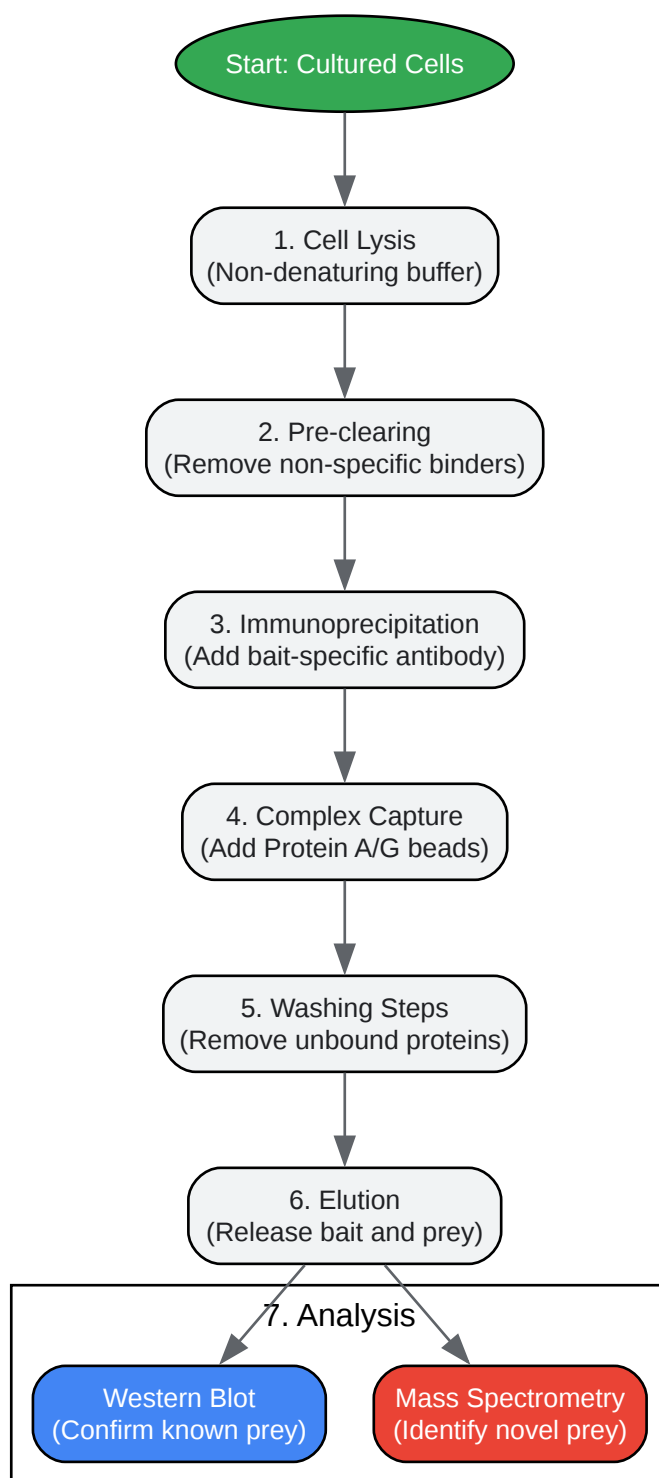 Start: Cultured Cells
1. Cell Lysis
(Non-denaturing buffer)
2. Pre-clearing
(Remove non-specific binders)
3. Immunoprecipitation
(Add bait-specific antibody)
4. Complex Capture
(Add Protein A/G beads)
5. Washing Steps
(Remove unbound proteins)
6. Elution
(Release bait and prey)
7. Analysis
Western Blot
(Confirm known prey)
Mass Spectrometry
(Identify novel prey)